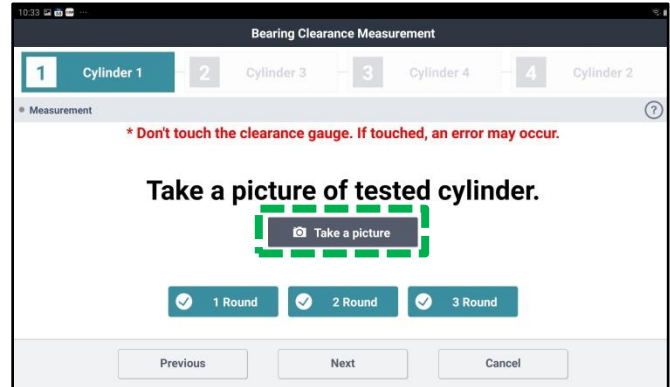 10:33
Bearing Clearance Measurement
1 Cylinder 1 2 Cylinder 3 3 Cylinder 4 4 Cylinder 2
Measurement ?
* Don't touch the clearance gauge. If touched, an error may occur.
Take a picture of tested cylinder.
Take a picture
1 Round 2 Round 3 Round
Previous Next Cancel